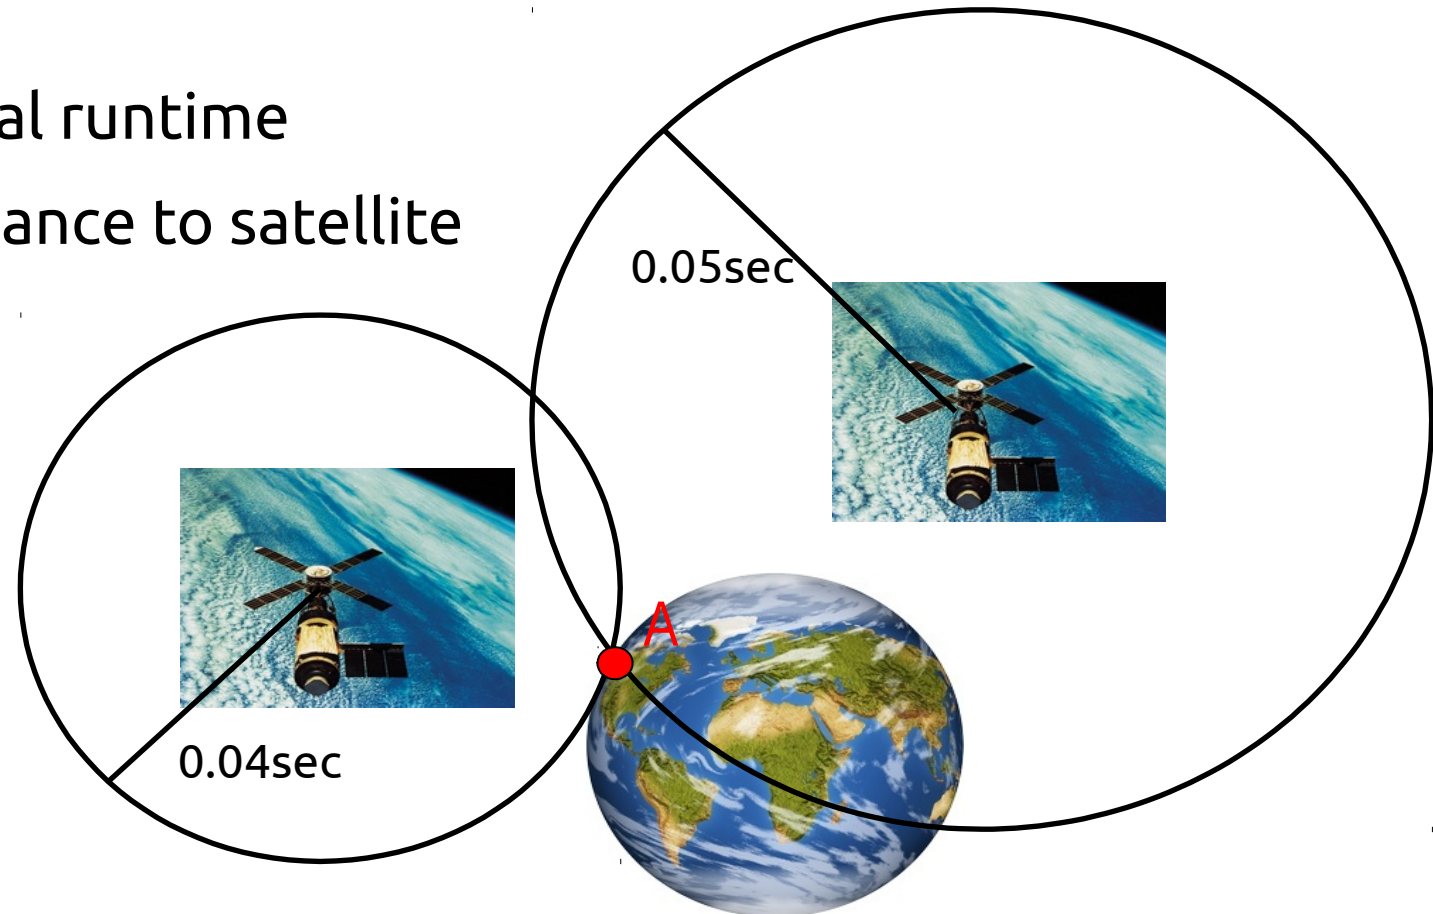 al runtime
ance to satellite
0.05sec
A
0.04sec